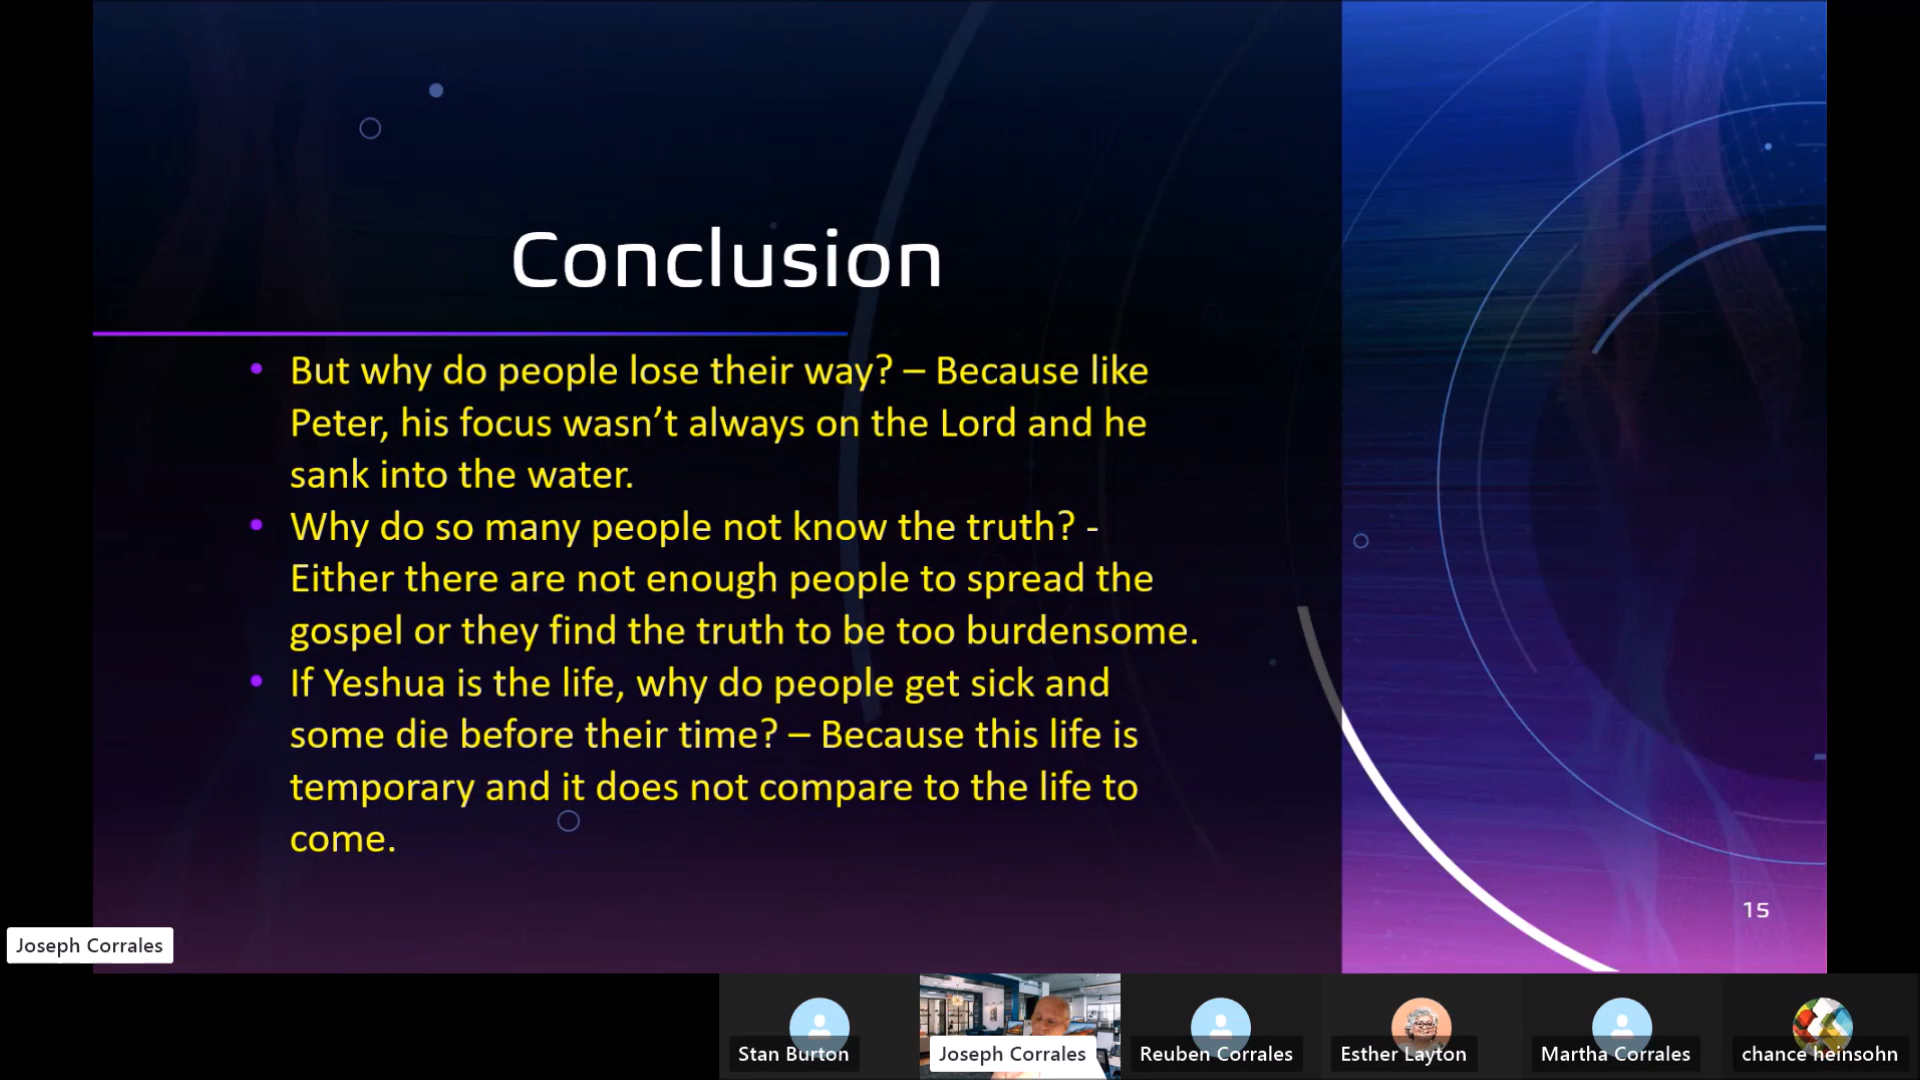 Conclusion
• But why do people lose their way? – Because like
Peter, his focus wasn’t always on the Lord and he
sank into the water.
• Why do so many people not know the truth? -
Either there are not enough people to spread the
gospel or they find the truth to be too burdensome.
• If Yeshua is the life, why do people get sick and
some die before their time? – Because this life is
temporary and it does not compare to the life to
come.
15
Joseph Corrales
Stan Burton
Joseph Corrales
Reuben Corrales
Esther Layton
Martha Corrales
chance heinsohn